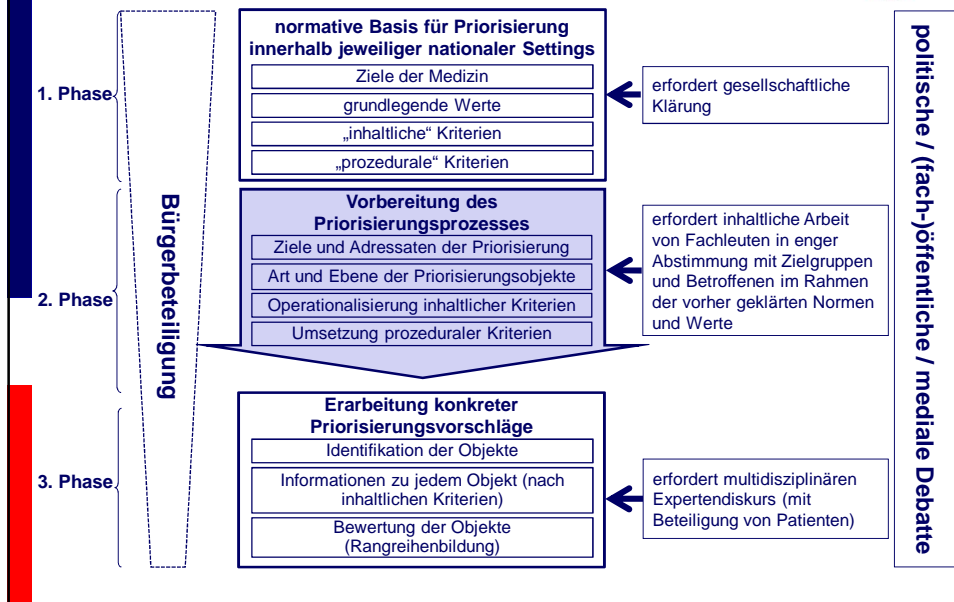 normative Basis für Priorisierung
innerhalb jeweiliger nationaler Settings
Ziele der Medizin
grundlegende Werte
„inhaltliche“ Kriterien
„prozedurale“ Kriterien
1. Phase
erfordert gesellschaftliche
Klärung
Vorbereitung des
Priorisierungsprozesses
Ziele und Adressaten der Priorisierung
Art und Ebene der Priorisierungsobjekte
Operationalisierung inhaltlicher Kriterien
Umsetzung prozeduraler Kriterien
2. Phase
erfordert inhaltliche Arbeit
von Fachleuten in enger
Abstimmung mit Zielgruppen
und Betroffenen im Rahmen
der vorher geklärten Normen
und Werte
Erarbeitung konkreter
Priorisierungsvorschläge
Identifikation der Objekte
Informationen zu jedem Objekt (nach
inhaltlichen Kriterien)
Bewertung der Objekte
(Rangreihenbildung)
3. Phase
erfordert multidisziplinären
Expertendiskurs (mit
Beteiligung von Patienten)
Bürgerbeteiligung
politische / (fach-)öffentliche / mediale Debatte